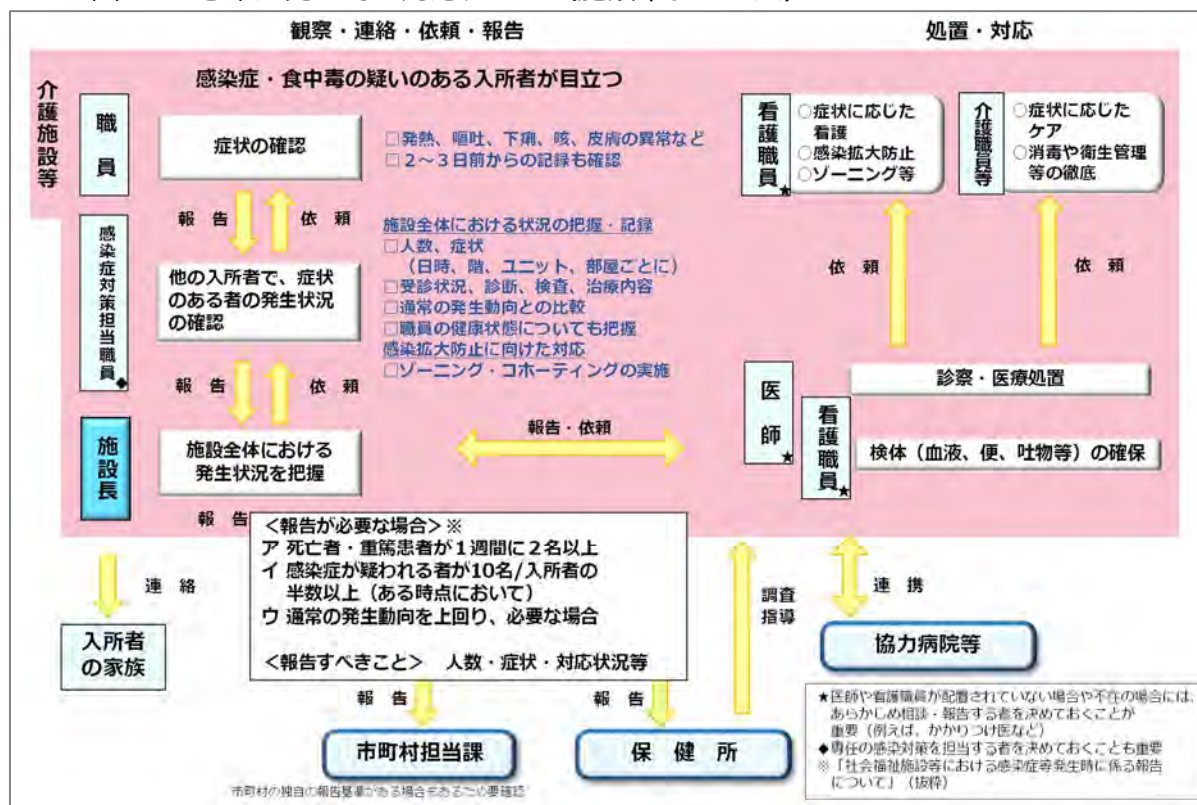 観察・連絡・依頼・報告
処置・対応
介護施設等
感染症・食中毒の疑いのある入所者が目立つ
職員
症状の確認
□発熱、嘔吐、下痢、咳、皮膚の異常など
□2～3日前からの記録も確認
報告
依頼
感染症対策担当職員◆
他の入所者で、症状
のある者の発生状況
の確認
施設全体における状況の把握・記録
□人数、症状
（日時、階、ユニット、部屋ごとに）
□受診状況、診断、検査、治療内容
□通常の発生動向との比較
□職員の健康状態についても把握
感染拡大防止に向けた対応
□ゾーニング・コホーティングの実施
報告
依頼
施設長
施設全体における
発生状況を把握
報告・依頼
看護職員★
○症状に応じた
看護
○感染拡大防止
○ゾーニング等
介護職員等
○症状に応じた
ケア
○消毒や衛生管理
等の徹底
依頼
依頼
医師★
看護職員★
診察・医療処置
検体（血液、便、吐物等）の確保
報告
＜報告が必要な場合＞※
ア 死亡者・重篤患者が１週間に２名以上
イ 感染症が疑われる者が10名/入所者の
半数以上（ある時点において）
ウ 通常の発生動向を上回り、必要な場合
＜報告すべきこと＞ 人数・症状・対応状況等
連絡
入所者
の家族
報告
報告
調査
指導
連携
市町村担当課
保健所
協力病院等
市町村の独自の報告基準がある場合もあるため要確認
★医師や看護職員が配置されていない場合や不在の場合には、
あらかじめ相談・報告する者を決めておくことが
重要（例えば、かかりつけ医など）
◆専任の感染対策を担当する者を決めておくことも重要
※「社会福祉施設等における感染症等発生時に係る報告
について」（抜粋）